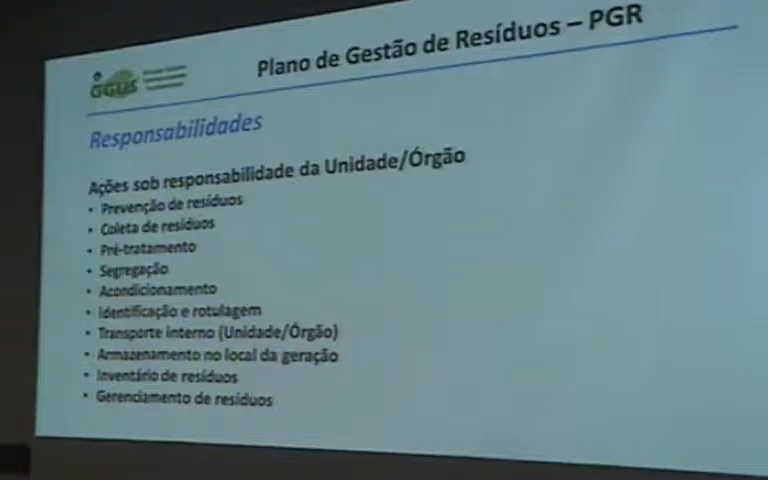 Plano de Gestão de Resíduos – PGR
GGUS
Responsabilidades
Ações sob responsabilidade da Unidade/Órgão
• Prevenção de resíduos
• Coleta de resíduos
• Pré-tratamento
• Segregação
• Acondicionamento
• Identificação e rotulagem
• Transporte interno (Unidade/Órgão)
• Armazenamento no local da geração
• Inventário de resíduos
• Gerenciamento de resíduos